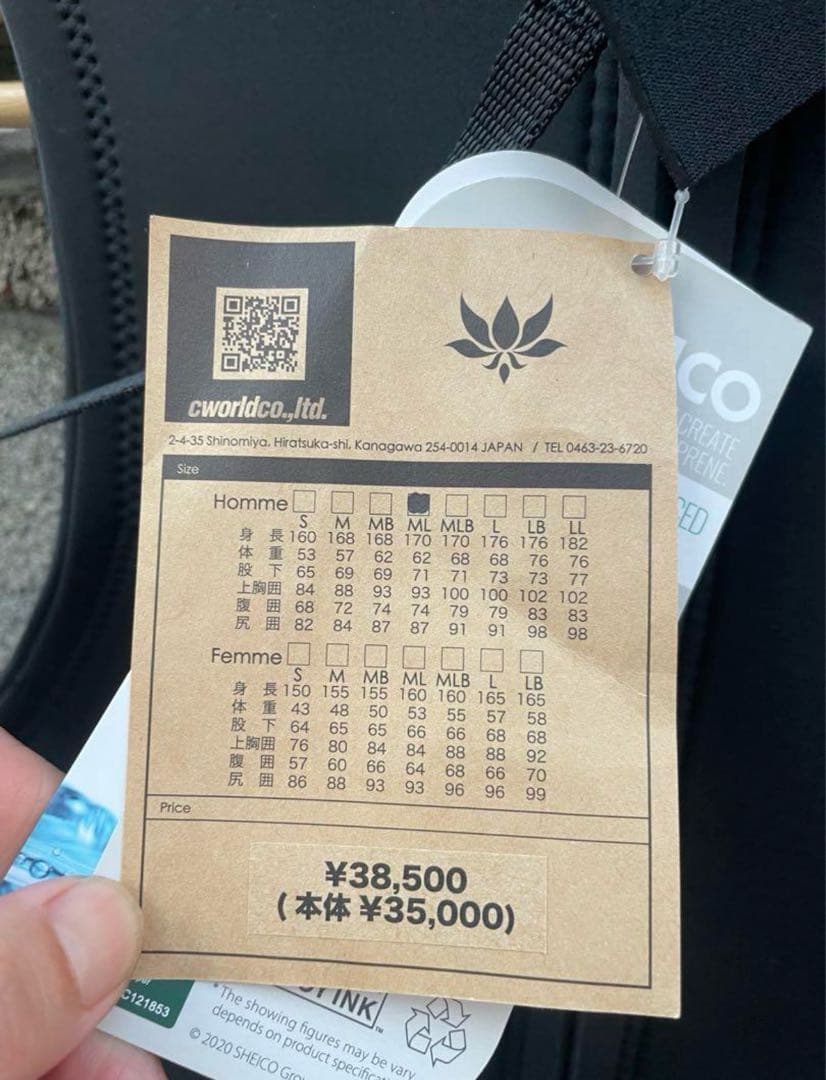 cworldco.,ltd.
2-4-35 Shinomiya, Hiratsuka-shi, Kanagawa 254-0014 JAPAN / TEL 0463-23-6720
Size
Homme
S M MB ML MLB L LB LL
身長 160 168 168 170 170 176 176 182
体重 53 57 62 62 68 68 76 76
股下 65 69 69 71 71 73 73 77
上胸囲 84 88 93 93 100 100 102 102
腹囲 68 72 74 74 79 79 83 83
尻囲 82 84 87 87 91 91 98 98
Femme
S M MB ML MLB L LB
身長 150 155 155 160 160 165 165
体重 43 48 50 53 55 57 58
股下 64 65 65 66 66 68 68
上胸囲 76 80 84 84 88 88 92
腹囲 57 60 66 64 68 66 70
尻囲 86 88 93 93 96 96 99
Price
¥38,500
(本体 ¥35,000)
ICO
CREATE
PRENE.
CED
C121853
INK™
*The showing figures may be vary
depends on product specific
© 2020 SHEICO Gro